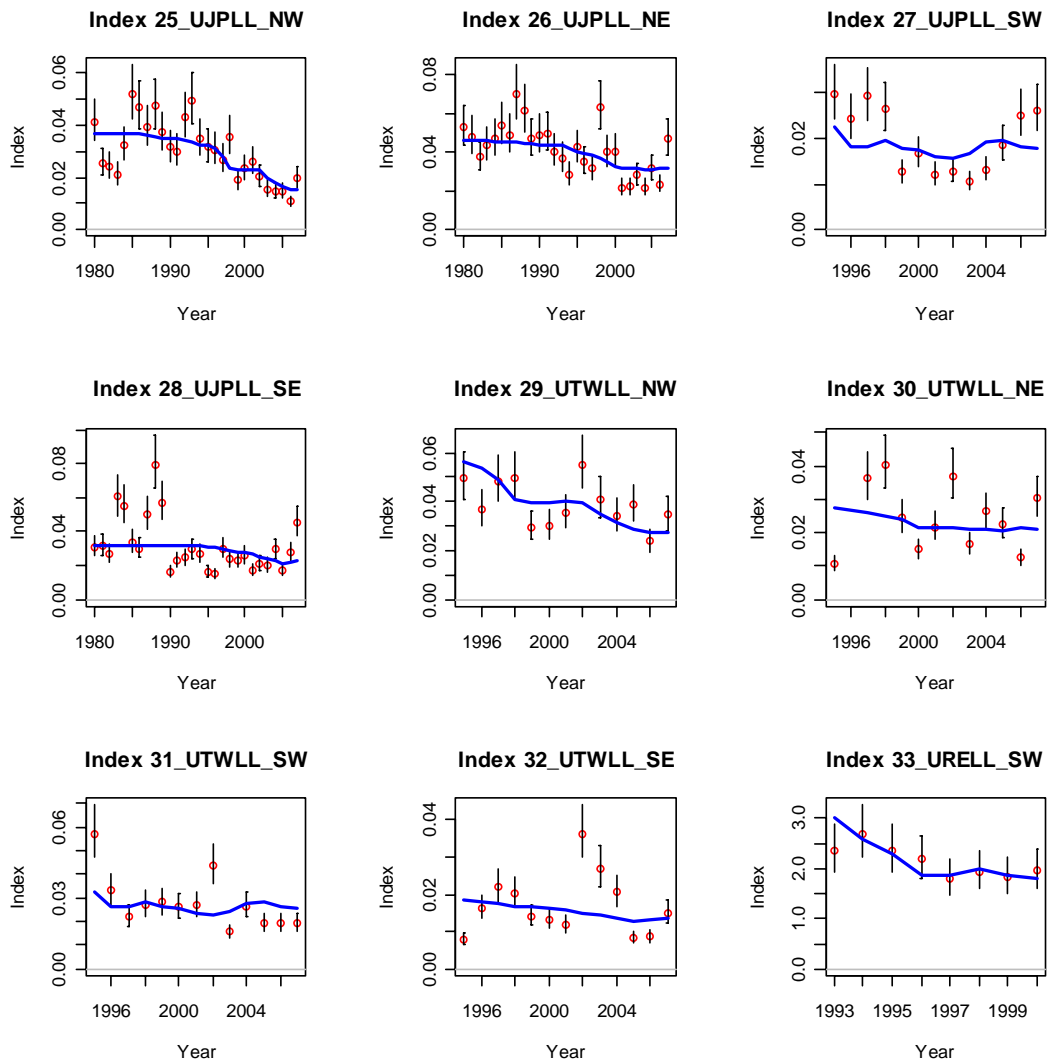 Index 25_UJPLL_NW
Index
0.00 0.02 0.04 0.06
1980 1990 2000
Year
Index 26_UJPLL_NE
Index
0.00 0.04 0.08
1980 1990 2000
Year
Index 27_UJPLL_SW
Index
0.00 0.02
1996 2000 2004
Year
Index 28_UJPLL_SE
Index
0.00 0.04 0.08
1980 1990 2000
Year
Index 29_UTWLL_NW
Index
0.00 0.02 0.04 0.06
1996 2000 2004
Year
Index 30_UTWLL_NE
Index
0.00 0.02 0.04
1996 2000 2004
Year
Index 31_UTWLL_SW
Index
0.00 0.03 0.06
1996 2000 2004
Year
Index 32_UTWLL_SE
Index
0.00 0.02 0.04
1996 2000 2004
Year
Index 33_URELL_SW
Index
0.0 1.0 2.0 3.0
1993 1995 1997 1999
Year